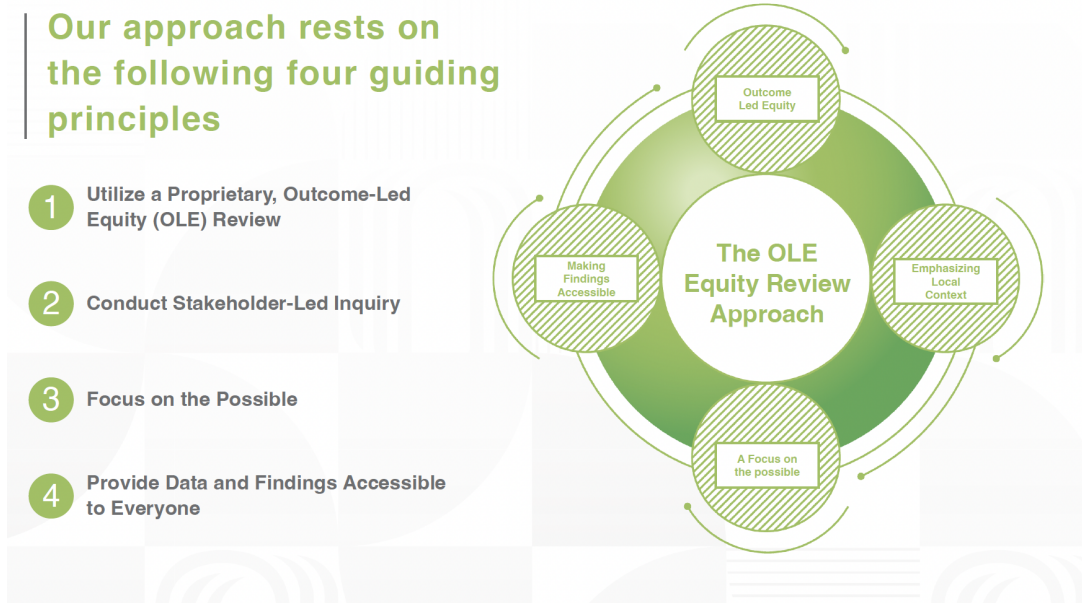 Our approach rests on
the following four guiding
principles
1
Utilize a Proprietary, Outcome-Led
Equity (OLE) Review
2
Conduct Stakeholder-Led Inquiry
3
Focus on the Possible
4
Provide Data and Findings Accessible
to Everyone
Outcome
Led Equity
Making
Findings
Accessible
The OLE
Equity Review
Approach
Emphasizing
Local
Context
A Focus on
the possible